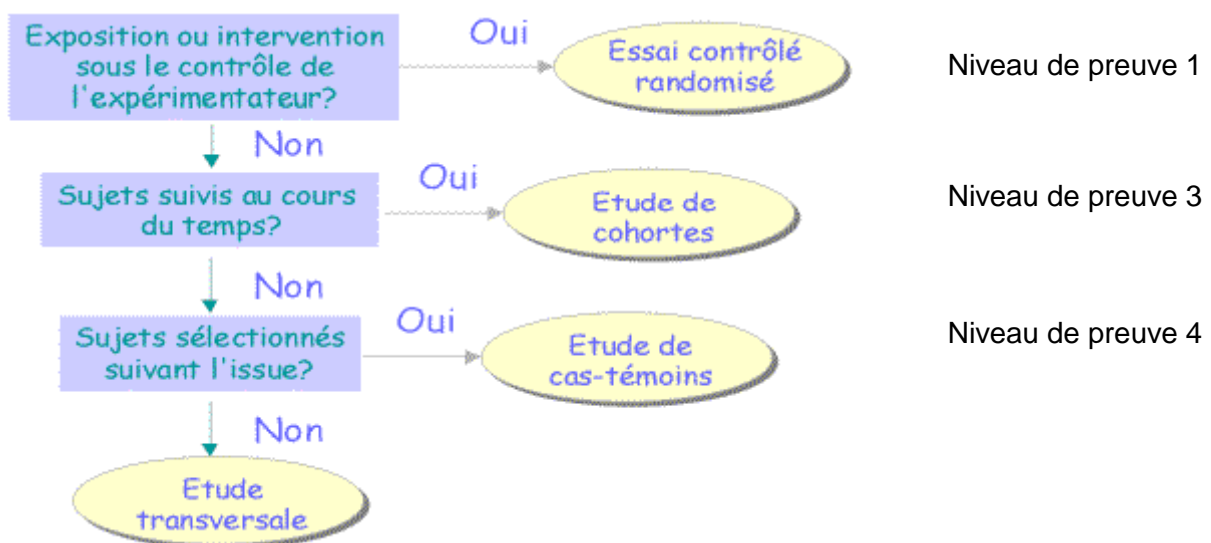 Exposition ou intervention
sous le contrôle de
l'expérimentateur?
Oui
Essai contrôlé
randomisé
Niveau de preuve 1
Non
Sujets suivis au cours
du temps?
Oui
Etude de
cohortes
Niveau de preuve 3
Non
Sujets sélectionnés
suivant l'issue?
Oui
Etude de
cas-témoins
Niveau de preuve 4
Non
Etude
transversale